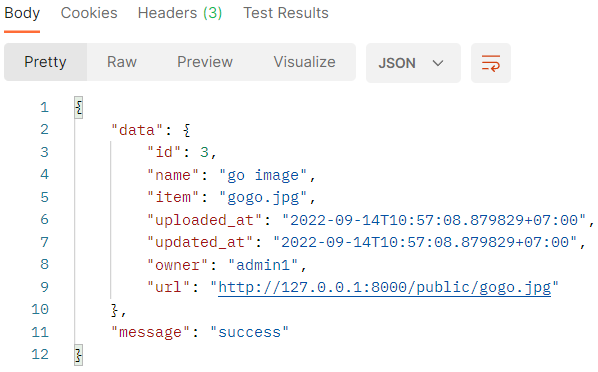 Body Cookies Headers (3) Test Results
Pretty Raw Preview Visualize JSON
1 {
2 "data": {
3 "id": 3,
4 "name": "go image",
5 "item": "gogo.jpg",
6 "uploaded_at": "2022-09-14T10:57:08.879829+07:00",
7 "updated_at": "2022-09-14T10:57:08.879829+07:00",
8 "owner": "admin1",
9 "url": "http://127.0.0.1:8000/public/gogo.jpg"
10 },
11 "message": "success"
12 }